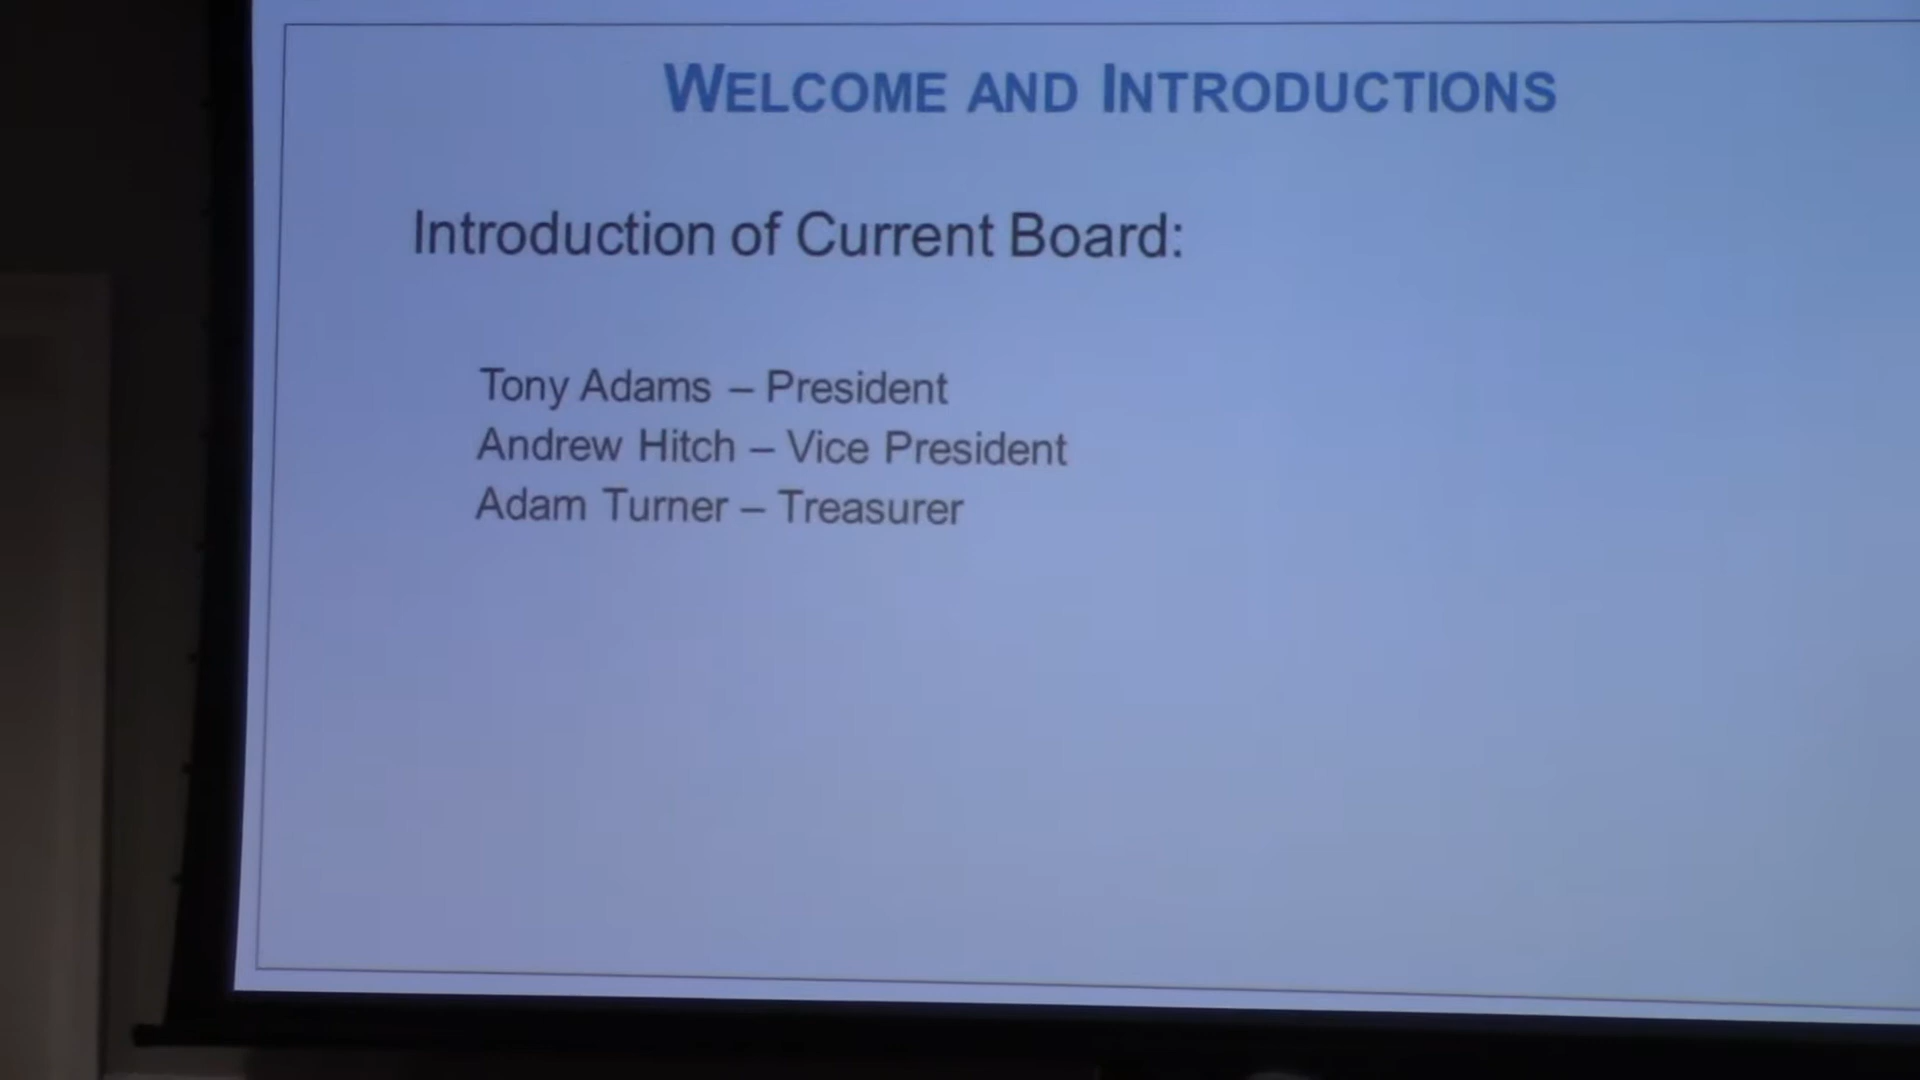 WELCOME AND INTRODUCTIONS
Introduction of Current Board:
Tony Adams – President
Andrew Hitch – Vice President
Adam Turner – Treasurer